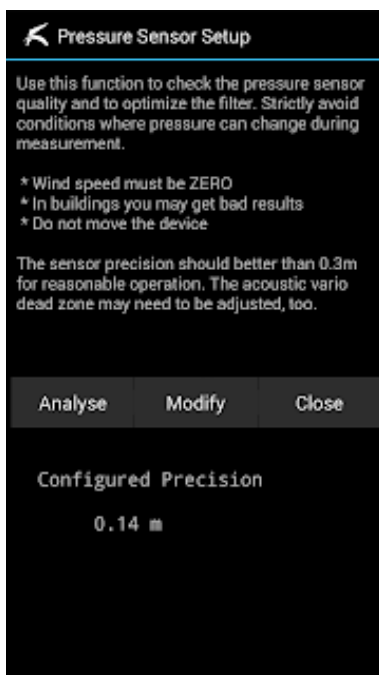 Pressure Sensor Setup
Use this function to check the pressure sensor
quality and to optimize the filter. Strictly avoid
conditions where pressure can change during
measurement.
* Wind speed must be ZERO
* In buildings you may get bad results
* Do not move the device
The sensor precision should better than 0.3m
for reasonable operation. The acoustic vario
dead zone may need to be adjusted, too.
Analyse Modify Close
Configured Precision
0.14 m